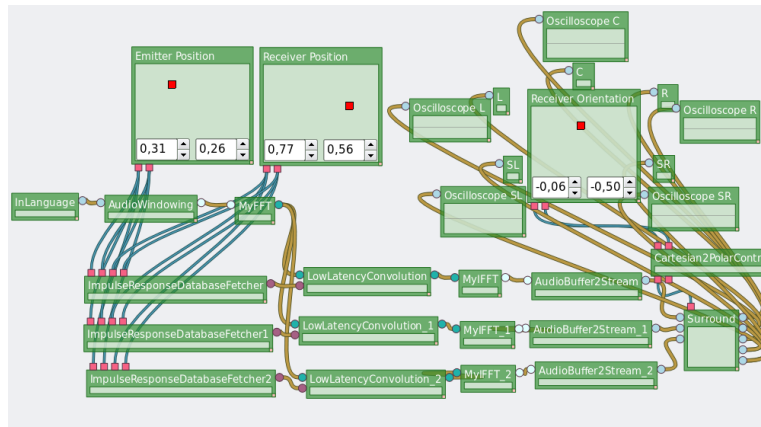 Oscilloscope C
Emitter Position
Receiver Position
C
L
Receiver Orientation
R
Oscilloscope L
Oscilloscope R
0,31
0,26
0,77
0,56
SL
SR
-0,06
-0,50
InLanguage
AudioWindowing
MyFFT
Oscilloscope SL
Oscilloscope SR
Cartesian2PolarContr
ImpulseResponseDatabaseFetcher
LowLatencyConvolution
MyIFFT
AudioBuffer2Stream
Surround
ImpulseResponseDatabaseFetcher1
LowLatencyConvolution_1
MyIFFT_1
AudioBuffer2Stream_1
ImpulseResponseDatabaseFetcher2
LowLatencyConvolution_2
MyIFFT_2
AudioBuffer2Stream_2